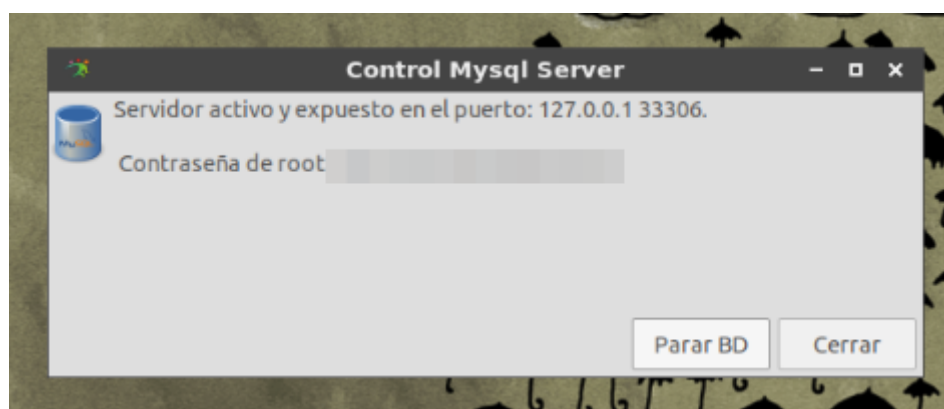 Control Mysql Server
Servidor activo y expuesto en el puerto: 127.0.0.1 33306.
Contraseña de root
Parar BD
Cerrar